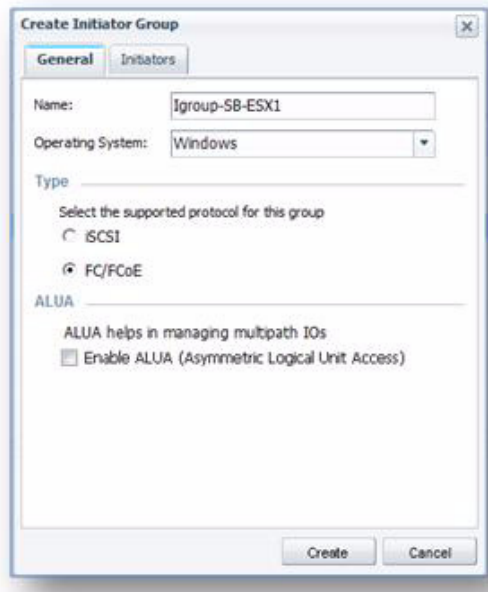 Create Initiator Group
General
Initiators
Name:
Igroup-SB-ESX1
Operating System:
Windows
Type
Select the supported protocol for this group
iSCSI
FC/FCoE
ALUA
ALUA helps in managing multipath IOs
Enable ALUA (Asymmetric Logical Unit Access)
Create
Cancel